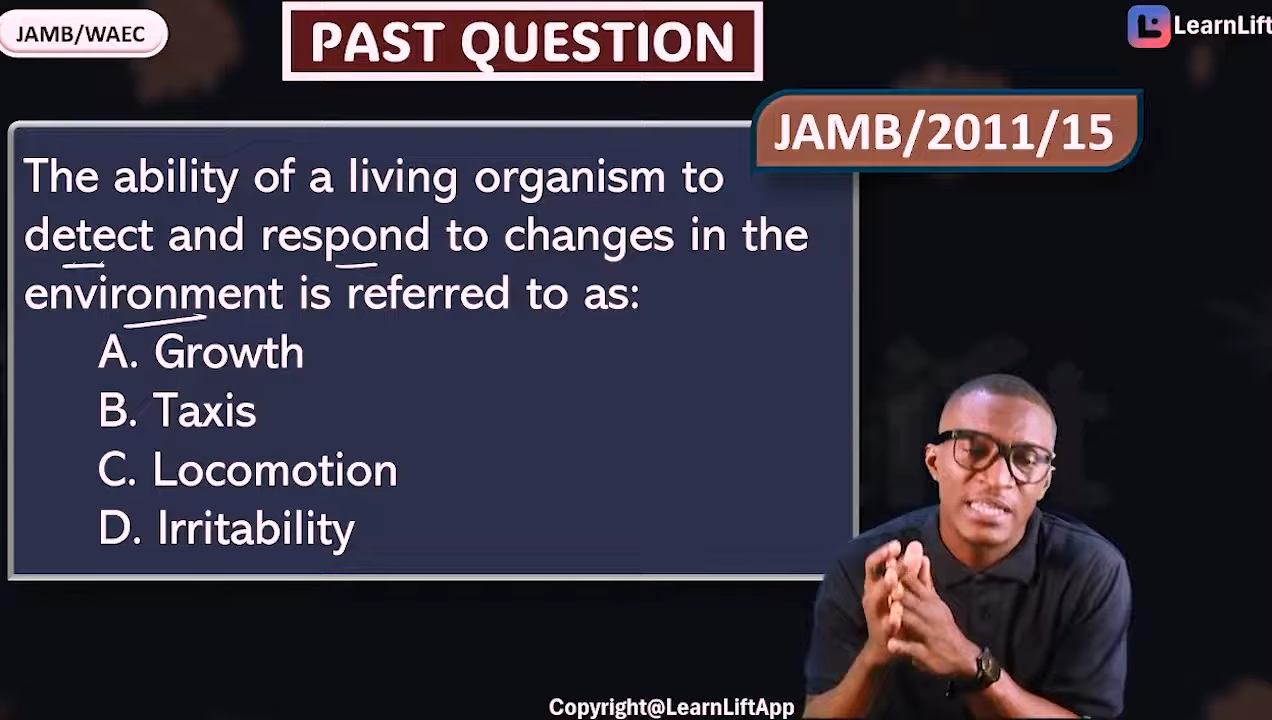 JAMB/WAEC
PAST QUESTION
LearnLift
JAMB/2011/15
The ability of a living organism to
detect and respond to changes in the
environment is referred to as:
A. Growth
B. Taxis
C. Locomotion
D. Irritability
Copyright@LearnLiftApp